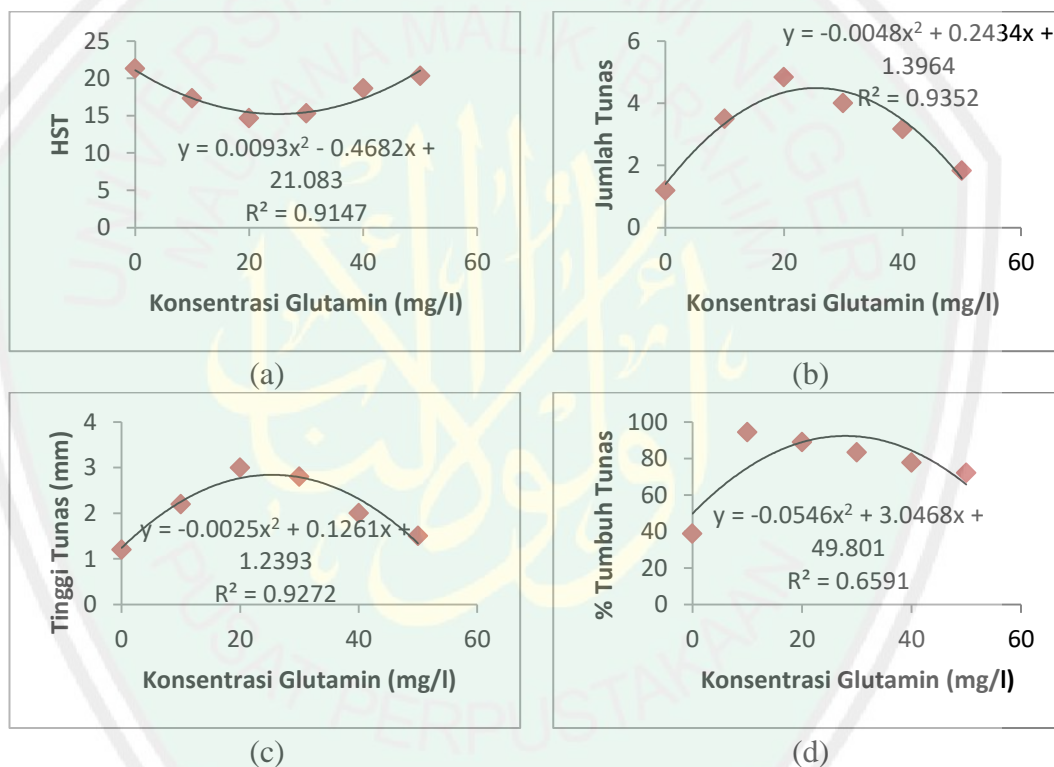 25
20
15
10
5
0
HST
y = 0.0093x² - 0.4682x +
21.083
R² = 0.9147
0 20 40 60
Konsentrasi Glutamin (mg/l)
(a)
y = -0.0048x² + 0.2434x +
1.3964
R² = 0.9352
6
4
2
0
Jumlah Tunas
0 20 40 60
Konsentrasi Glutamin (mg/l)
(b)
4
3
2
1
0
Tinggi Tunas (mm)
y = -0.0025x² + 0.1261x +
1.2393
R² = 0.9272
0 20 40 60
Konsentrasi Glutamin (mg/l)
(c)
100
80
60
40
20
0
% Tumbuh Tunas
y = -0.0546x² + 3.0468x +
49.801
R² = 0.6591
0 20 40 60
Konsentrasi Glutamin (mg/l)
(d)
PUSAT PERPUSTAKAAN